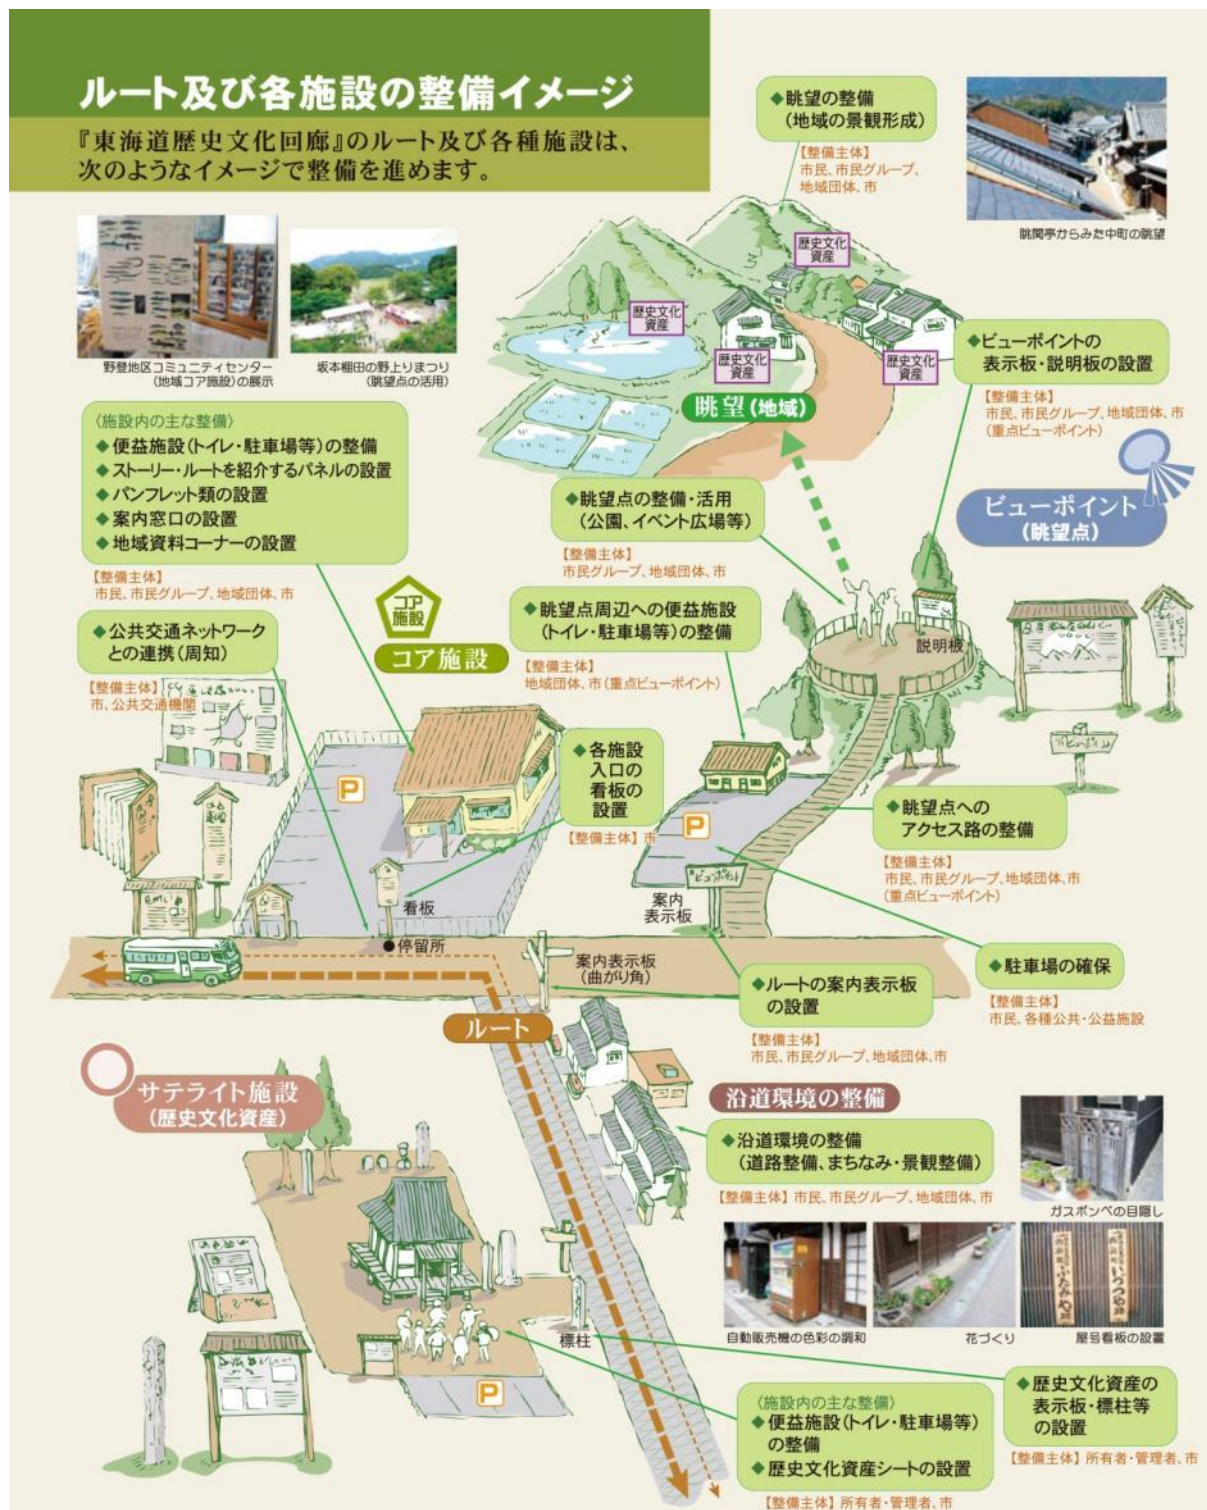 ルート及び各施設の整備イメージ
『東海道歴史文化回廊』のルート及び各種施設は、
次のようなイメージで整備を進めます。
◆眺望の整備
(地域の景観形成)
【整備主体】
市民、市民グループ、
地域団体、市
眺関亭からみた中町の眺望
野登地区コミュニティセンター
(地域コア施設)の展示
坂本棚田の野上りまつり
(眺望点の活用)
歴史文化
資産
歴史文化
資産
歴史文化
資産
歴史文化
資産
眺望(地域)
◆ビューポイントの
表示板・説明板の設置
【整備主体】
市民、市民グループ、地域団体、市
(重点ビューポイント)
ビューポイント
(眺望点)
〈施設内の主な整備〉
◆便益施設(トイレ・駐車場等)の整備
◆ストーリー・ルートを紹介するパネルの設置
◆パンフレット類の設置
◆案内窓口の設置
◆地域資料コーナーの設置
【整備主体】
市民、市民グループ、地域団体、市
◆眺望点の整備・活用
(公園、イベント広場等)
【整備主体】
市民グループ、地域団体、市
コア
施設
コア施設
◆眺望点周辺への便益施設
(トイレ・駐車場等)の整備
【整備主体】
地域団体、市(重点ビューポイント)
説明板
◆公共交通ネットワーク
との連携(周知)
【整備主体】
市、公共交通機関
◆各施設
入口の
看板の
設置
【整備主体】市
P
P
◆眺望点への
アクセス路の整備
【整備主体】
市民、市民グループ、地域団体、市
(重点ビューポイント)
ビューポイント
看板
案内
表示板
●停留所
案内表示板
(曲がり角)
◆ルートの案内表示板
の設置
【整備主体】
市民、市民グループ、地域団体、市
◆駐車場の確保
【整備主体】
市民、各種公共・公益施設
ルート
サテライト施設
(歴史文化資産)
沿道環境の整備
◆沿道環境の整備
(道路整備、まちなみ・景観整備)
【整備主体】市民、市民グループ、地域団体、市
ガスボンベの目隠し
自動販売機の色彩の調和
花づくり
屋号看板の設置
標柱
P
〈施設内の主な整備〉
◆便益施設(トイレ・駐車場等)
の整備
◆歴史文化資産シートの設置
【整備主体】所有者・管理者、市
◆歴史文化資産の
表示板・標柱等
の設置
【整備主体】所有者・管理者、市